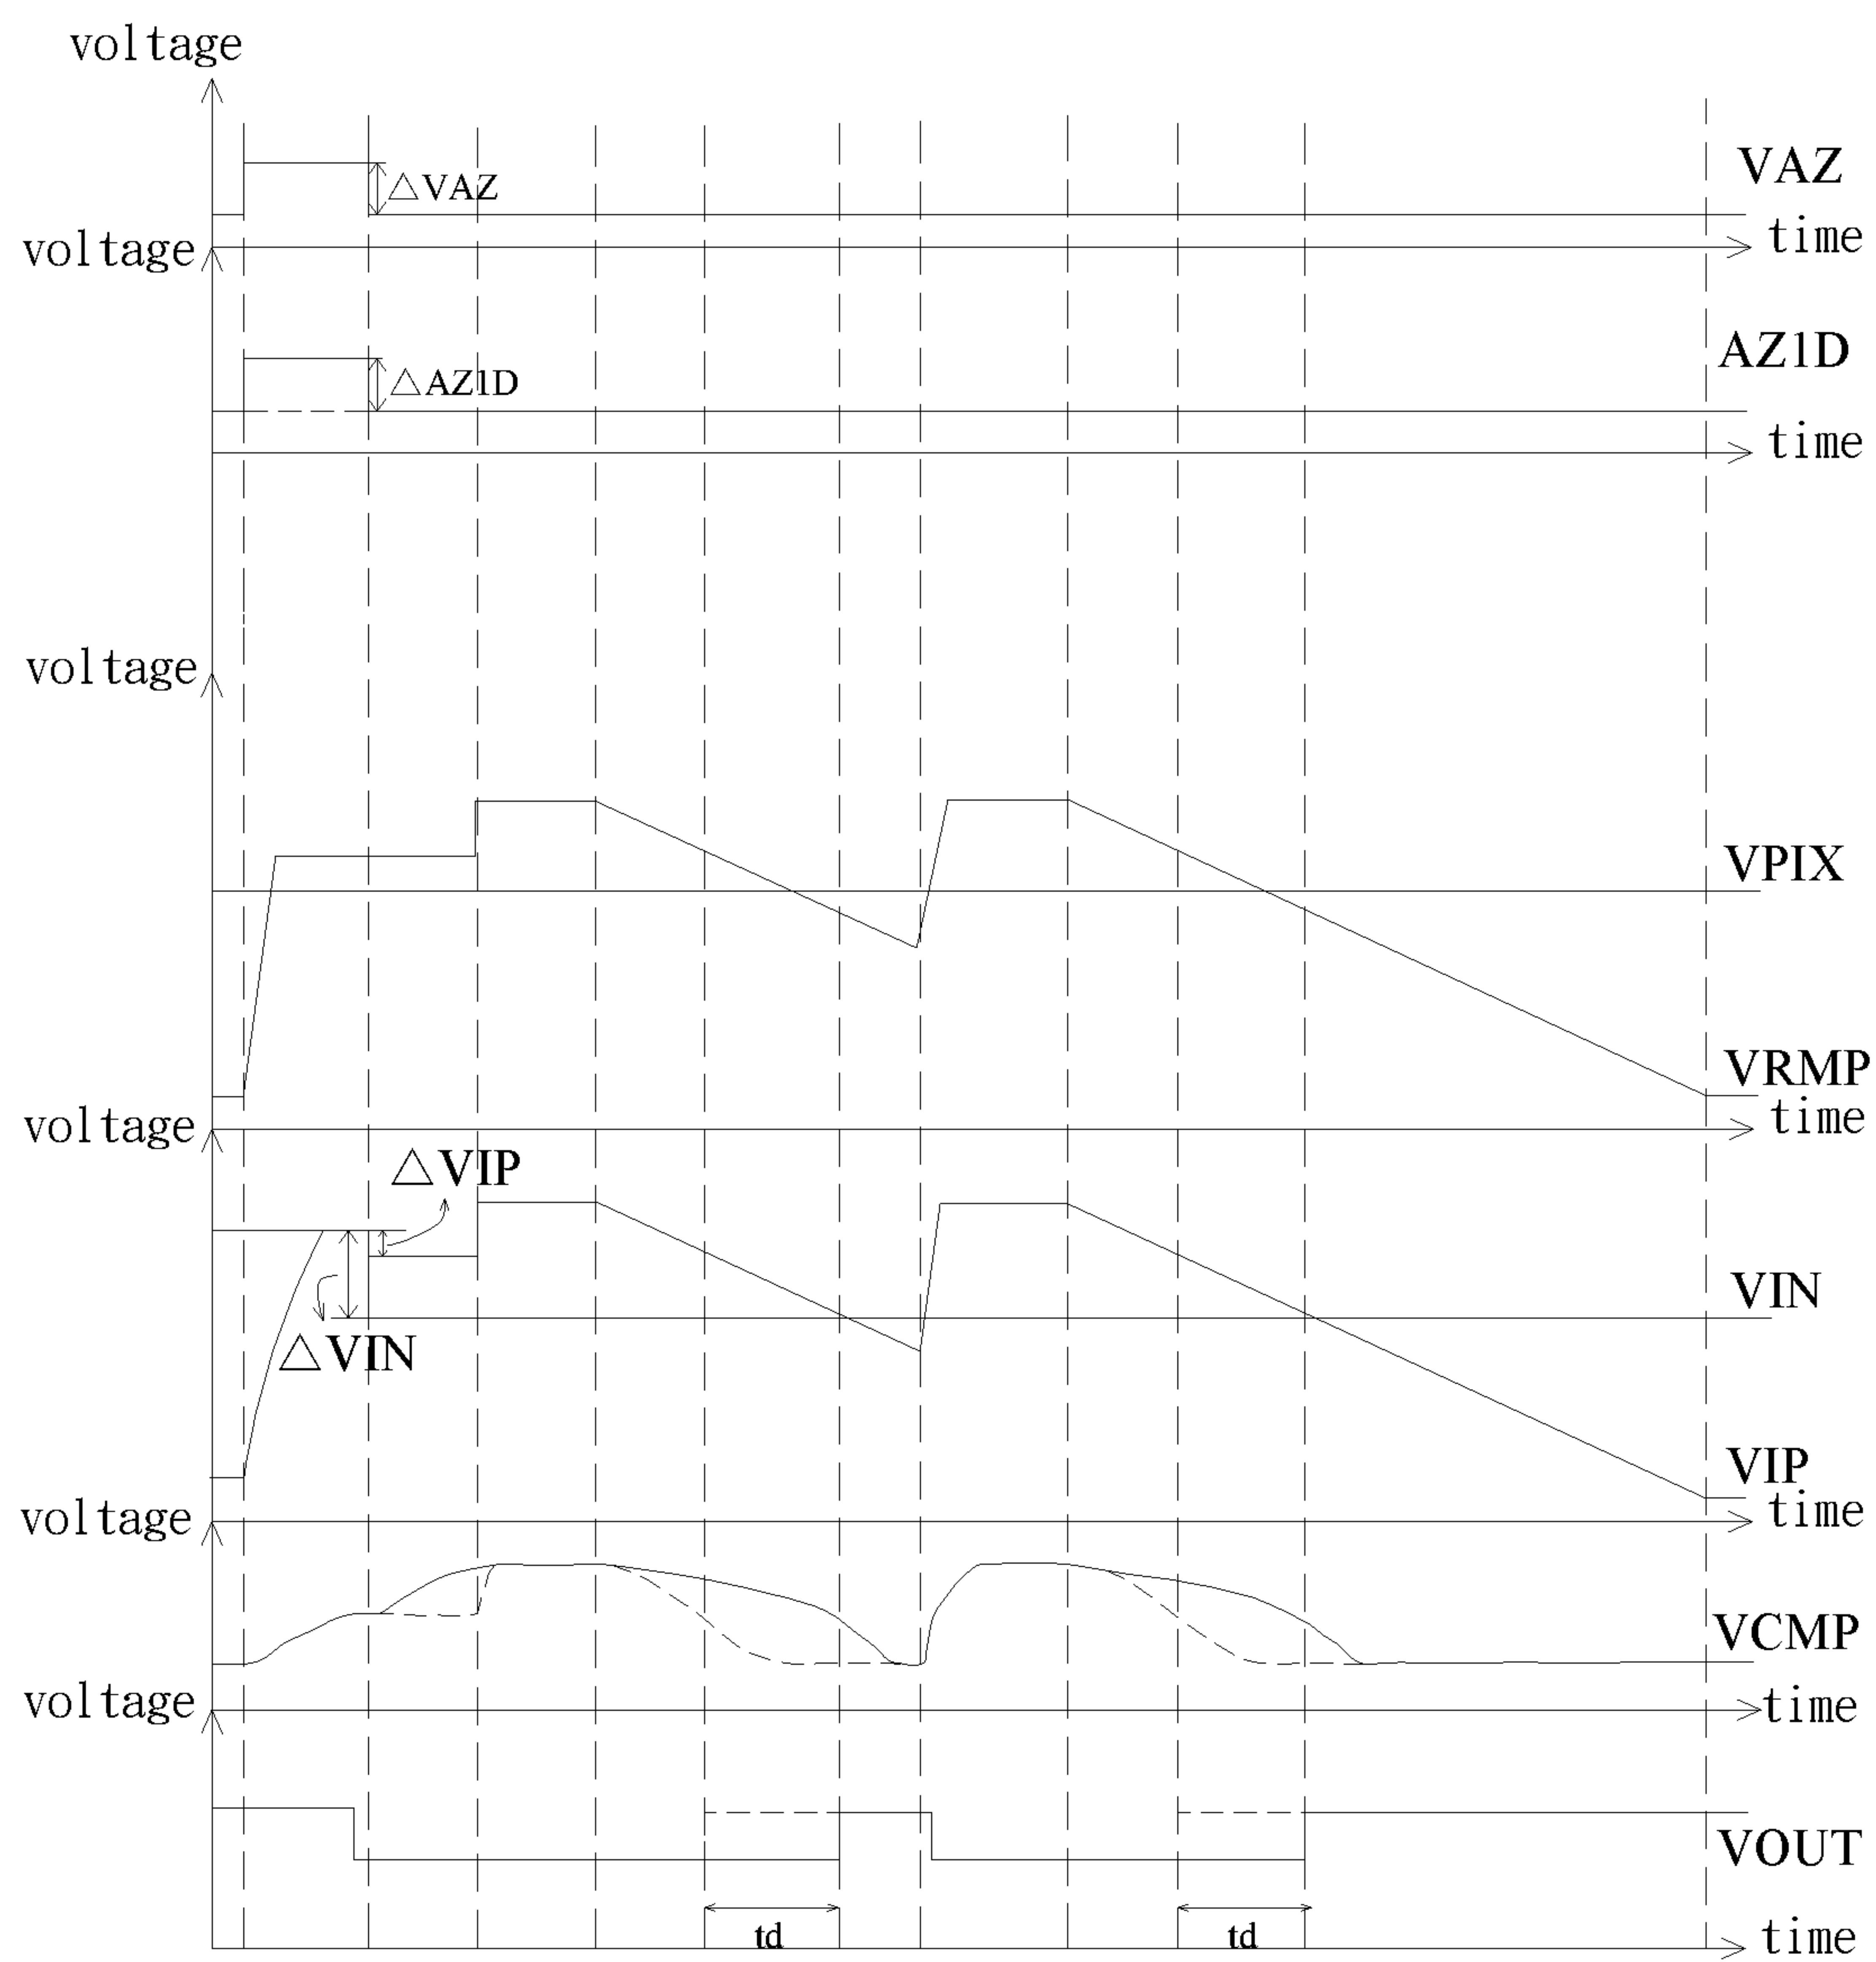 voltage
△VAZ
VAZ
time
voltage
△AZ1D
AZ1D
time
voltage
VPIX
VRMP
time
voltage
△VIP
VIN
△VIN
VIP
time
voltage
VCMP
time
voltage
VOUT
td
td
time